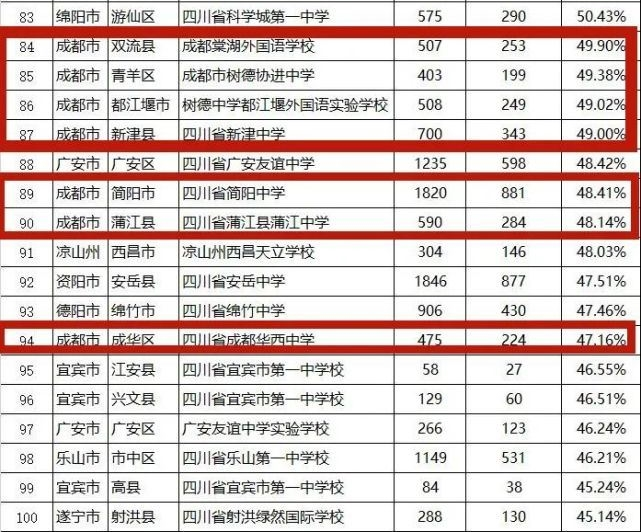 83 绵阳市 游仙区 四川省科学城第一中学 575 290 50.43%
84 成都市 双流县 成都棠湖外国语学校 507 253 49.90%
85 成都市 青羊区 成都市树德协进中学 403 199 49.38%
86 成都市 都江堰市 树德中学都江堰外国语实验学校 508 249 49.02%
87 成都市 新津县 四川省新津中学 700 343 49.00%
88 广安市 广安区 四川省广安友谊中学 1235 598 48.42%
89 成都市 简阳市 四川省简阳中学 1820 881 48.41%
90 成都市 蒲江县 四川省蒲江县蒲江中学 590 284 48.14%
91 凉山州 西昌市 凉山州西昌天立学校 304 146 48.03%
92 资阳市 安岳县 四川省安岳中学 1846 877 47.51%
93 德阳市 绵竹市 四川省绵竹中学 906 430 47.46%
94 成都市 成华区 四川省成都华西中学 475 224 47.16%
95 宜宾市 江安县 四川省宜宾市第一中学校 58 27 46.55%
96 宜宾市 兴文县 四川省宜宾市第一中学校 129 60 46.51%
97 广安市 广安区 广安友谊中学实验学校 266 123 46.24%
98 乐山市 市中区 四川省乐山第一中学校 1149 531 46.21%
99 宜宾市 高县 四川省宜宾市第一中学校 84 38 45.24%
100 遂宁市 射洪县 四川省射洪绿然国际学校 288 130 45.14%